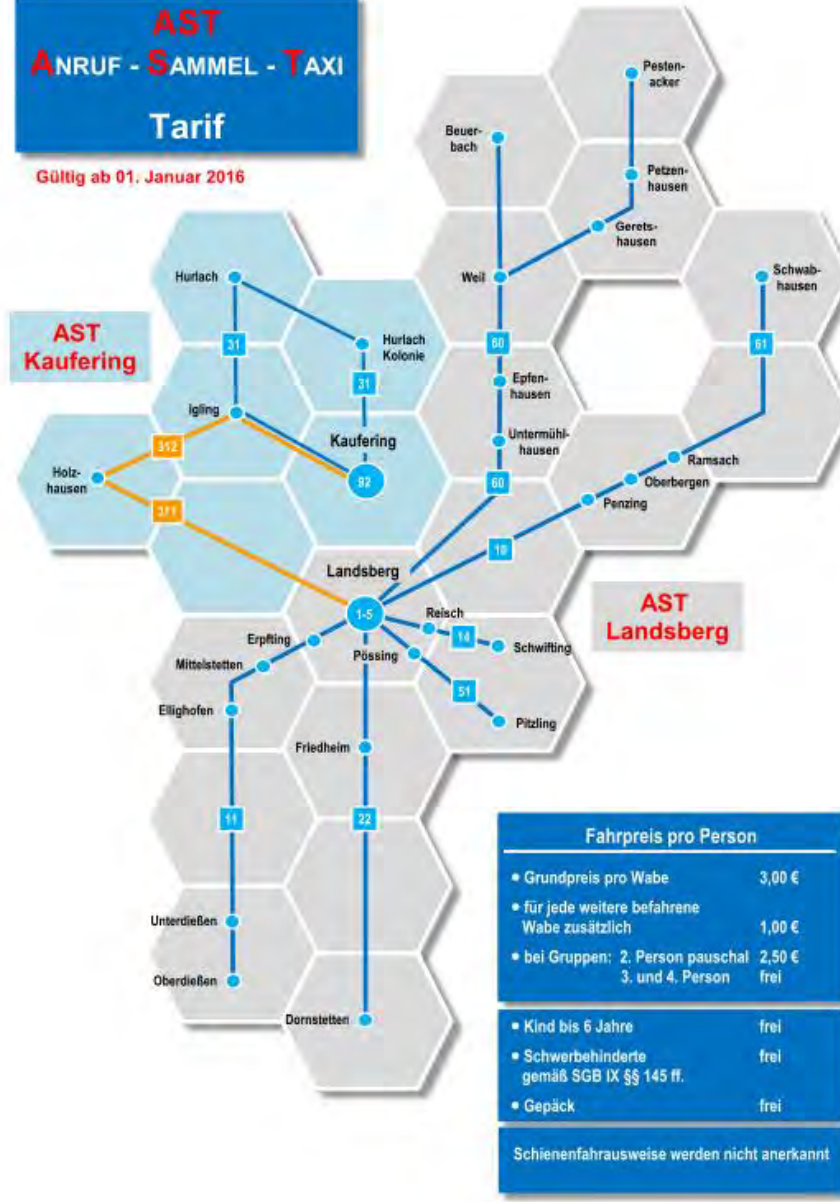 AST
ANRUF - SAMMEL - TAXI
Tarif
Gültig ab 01. Januar 2016
Pesten-
acker
Beuer-
bach
Petzen-
hausen
Gerets-
hausen
Hurlach
Weil
Schwab-
hausen
AST
Kaufering
31
Hurlach
Kolonie
60
61
31
Epfen-
hausen
Igling
Kaufering
Untermühl-
hausen
312
Holz-
hausen
92
60
Ramsach
Oberbergen
Penzing
311
10
Landsberg
1-5
AST
Landsberg
Reisch
14
Schwifting
Erpfting
Pössing
Mittelstetten
51
Ellighofen
Pitzling
Friedheim
11
22
Unterdießen
Oberdießen
Dornstetten
Fahrpreis pro Person
• Grundpreis pro Wabe 3,00 €
• für jede weitere befahrene
Wabe zusätzlich 1,00 €
• bei Gruppen: 2. Person pauschal 2,50 €
3. und 4. Person frei
• Kind bis 6 Jahre frei
• Schwerbehinderte frei
gemäß SGB IX §§ 145 ff.
• Gepäck frei
Schienenfahrausweise werden nicht anerkannt